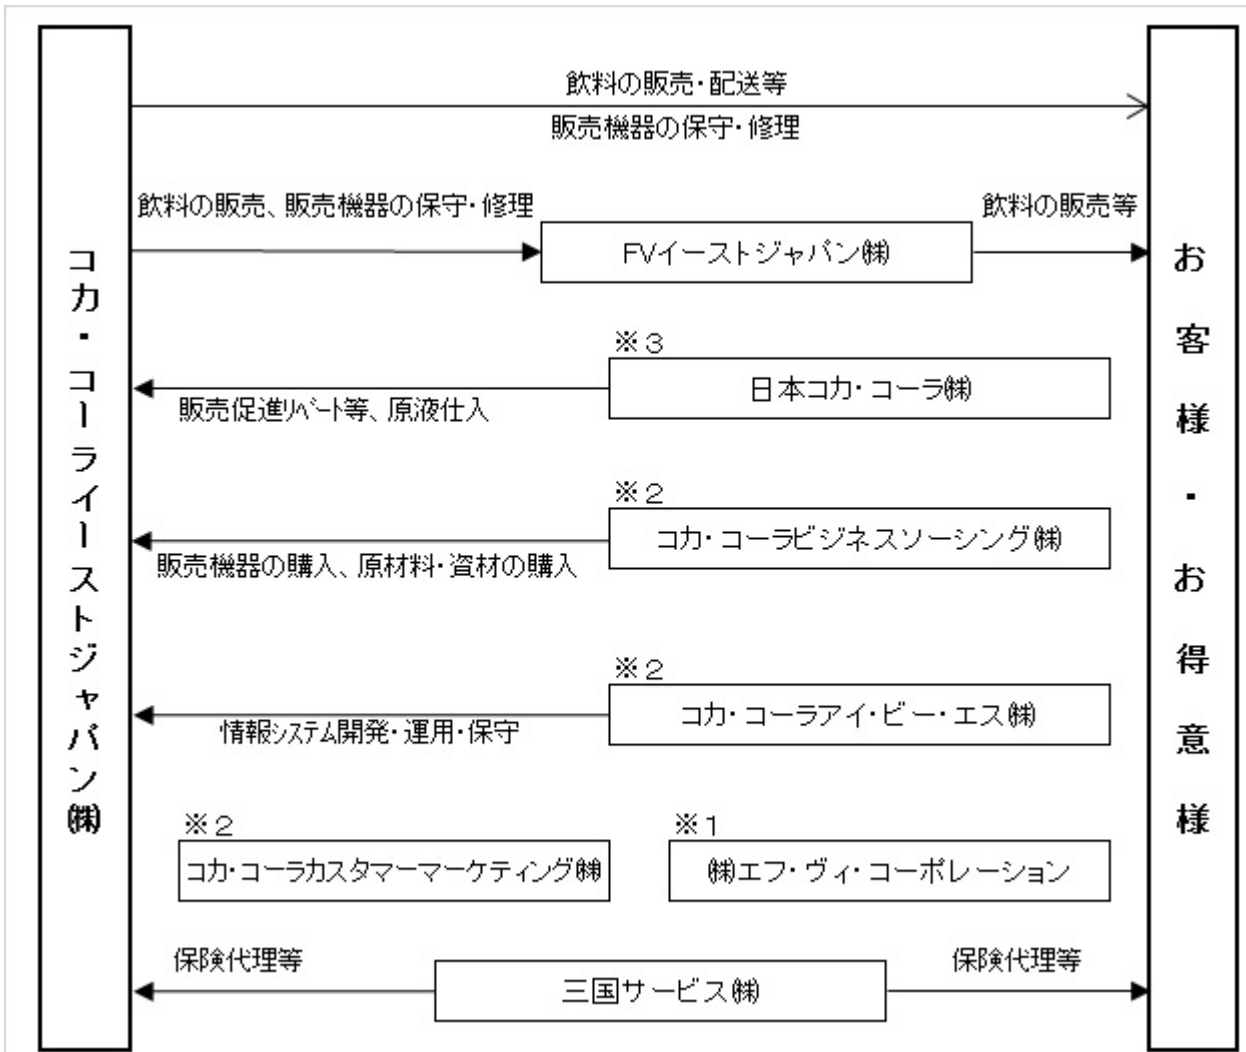 コカ・コーライーストジャパン㈱
飲料の販売・配送等
販売機器の保守・修理
飲料の販売、販売機器の保守・修理
飲料の販売等
FVイーストジャパン㈱
※3
日本コカ・コーラ㈱
販売促進リベート等、原液仕入
※2
コカ・コーラビジネスソーシング㈱
販売機器の購入、原材料・資材の購入
※2
コカ・コーラアイ・ビー・エス㈱
情報システム開発・運用・保守
※2
コカ・コーラカスタマーマーケティング㈱
※1
㈱エフ・ヴィ・コーポレーション
保険代理等
三国サービス㈱
保険代理等
お客様・お得意様